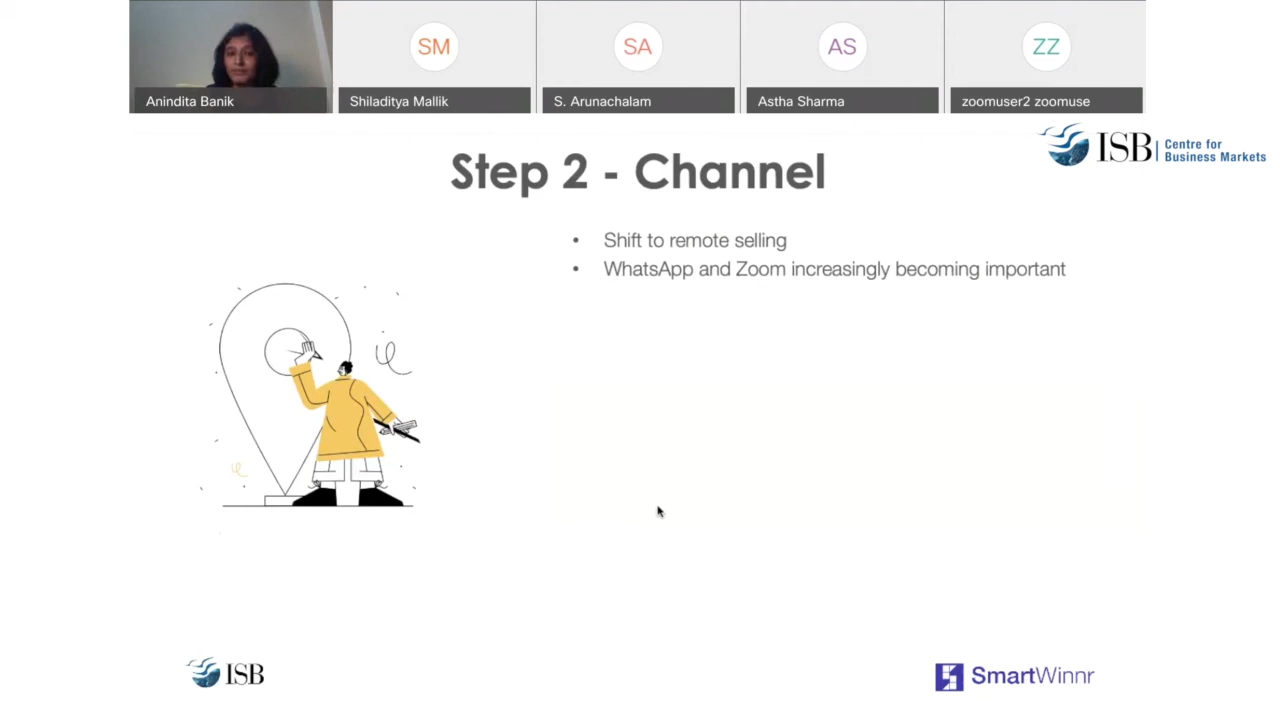 SM
SA
AS
ZZ
Anindita Banik
Shiladitya Mallik
S. Arunachalam
Astha Sharma
zoomuser2 zoomuse
ISB
Centre for
Business Markets
Step 2 - Channel
• Shift to remote selling
• WhatsApp and Zoom increasingly becoming important
ISB
SmartWinnr